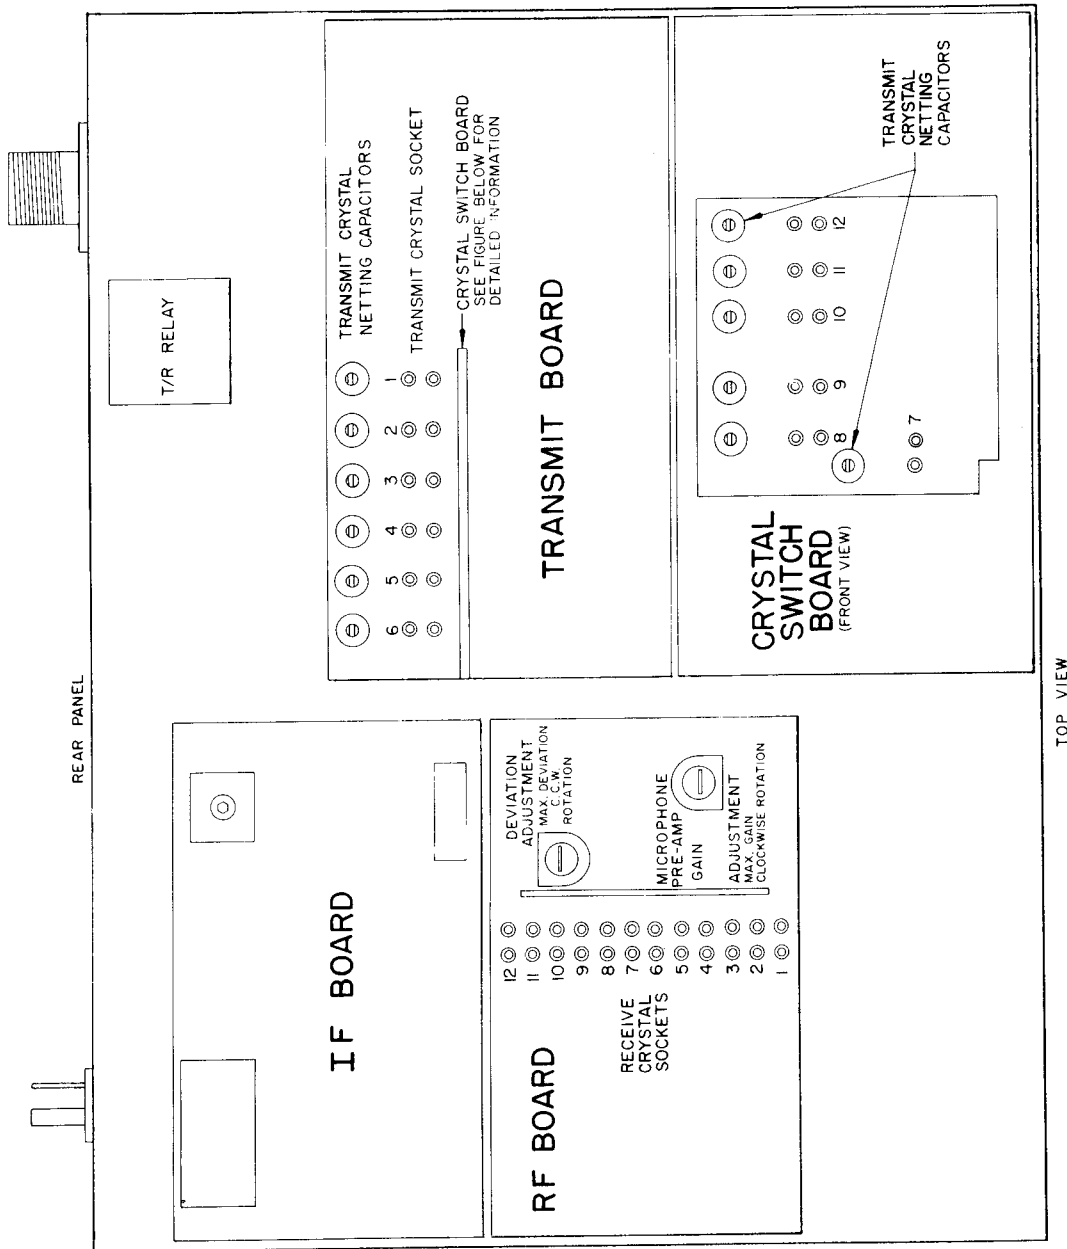 REAR PANEL
T/R RELAY
TRANSMIT CRYSTAL
NETTING CAPACITORS
TRANSMIT CRYSTAL SOCKET
CRYSTAL SWITCH BOARD
SEE FIGURE BELOW FOR
DETAILED INFORMATION
6 5 4 3 2 1
TRANSMIT BOARD
TRANSMIT
CRYSTAL
NETTING
CAPACITORS
8 9 10 11 12
7
CRYSTAL
SWITCH
BOARD
(FRONT VIEW)
IF BOARD
DEVIATION
ADJUSTMENT
MAX. DEVIATION
C.C.W.
ROTATION
MICROPHONE
PRE-AMP
GAIN
ADJUSTMENT
MAX. GAIN
CLOCKWISE ROTATION
12
11
10
9
8
7
6
5
4
3
2
1
RECEIVE
CRYSTAL
SOCKETS
RF BOARD
TOP VIEW